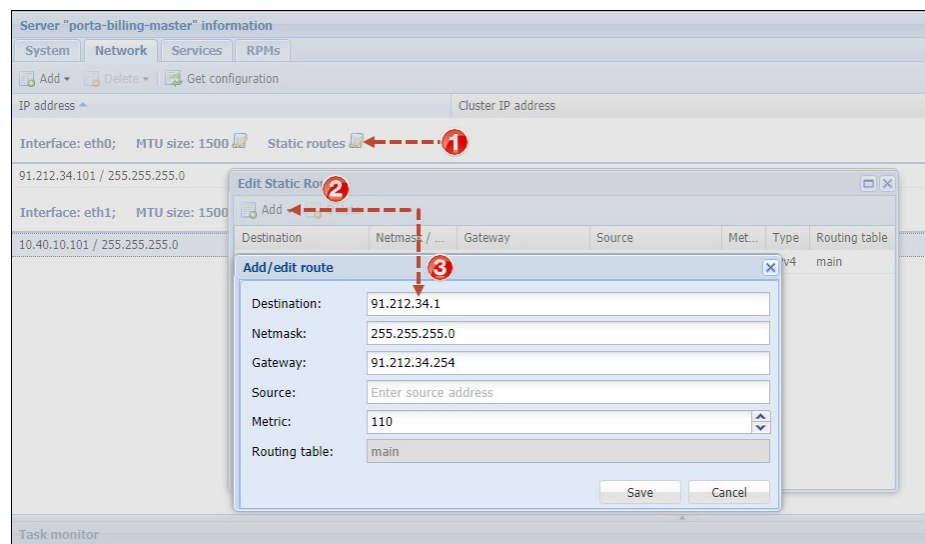 Server "porta-billing-master" information
System Network Services RPMs
Add Delete Get configuration
IP address Cluster IP address
Interface: eth0; MTU size: 1500 Static routes 1
91.212.34.101 / 255.255.255.0
Edit Static Rou 2
Interface: eth1; MTU size: 1500
Add
10.40.10.101 / 255.255.255.0
Destination Netmask / ... Gateway Source Met... Type Routing table
v4 main
Add/edit route 3
Destination: 91.212.34.1
Netmask: 255.255.255.0
Gateway: 91.212.34.254
Source: Enter source address
Metric: 110
Routing table: main
Save Cancel
Task monitor